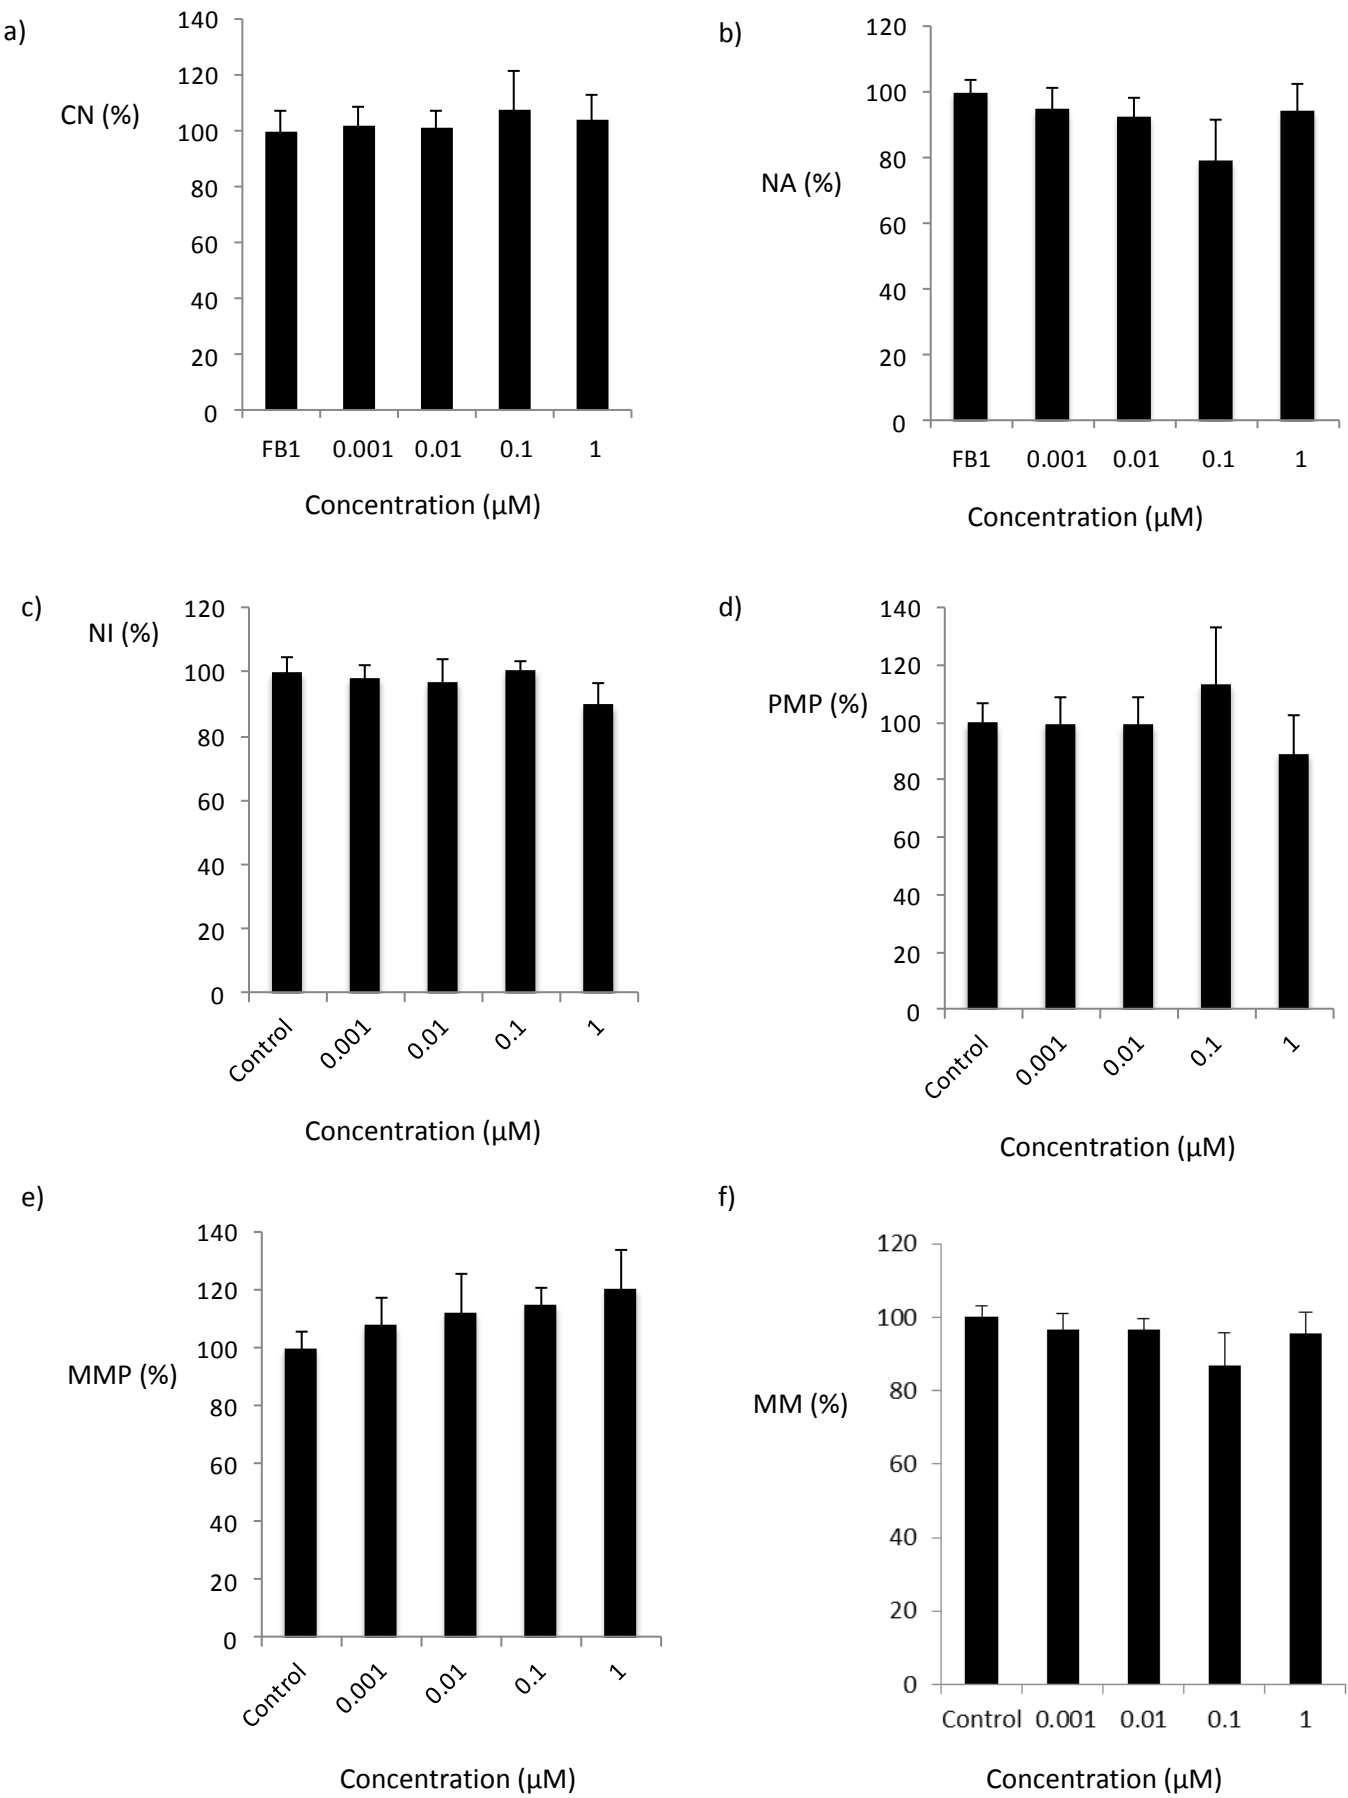 a)
CN (%)
140
120
100
80
60
40
20
0
FB1 0.001 0.01 0.1 1
Concentration (µM)
b)
NA (%)
120
100
80
60
40
20
0
FB1 0.001 0.01 0.1 1
Concentration (µM)
c)
NI (%)
120
100
80
60
40
20
0
Control 0.001 0.01 0.1 1
Concentration (µM)
d)
PMP (%)
140
120
100
80
60
40
20
0
Control 0.001 0.01 0.1 1
Concentration (µM)
e)
MMP (%)
140
120
100
80
60
40
20
0
Control 0.001 0.01 0.1 1
Concentration (µM)
f)
MM (%)
120
100
80
60
40
20
0
Control 0.001 0.01 0.1 1
Concentration (µM)